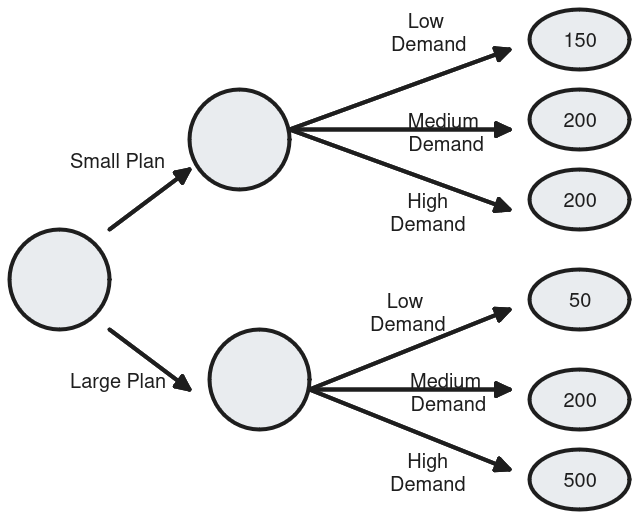 Low
Demand
150
Small Plan
Medium
Demand
200
High
Demand
200
Large Plan
Low
Demand
50
Medium
Demand
200
High
Demand
500